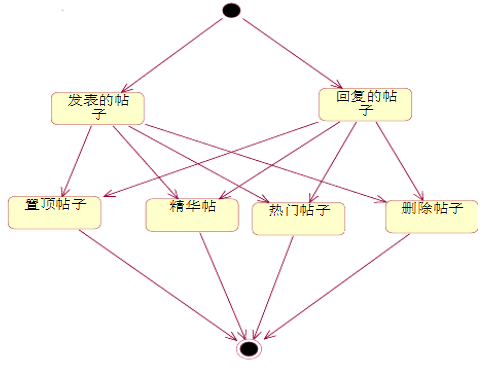 发表的帖
子
回复的帖
子
置顶帖子
精华帖
热门帖子
删除帖子